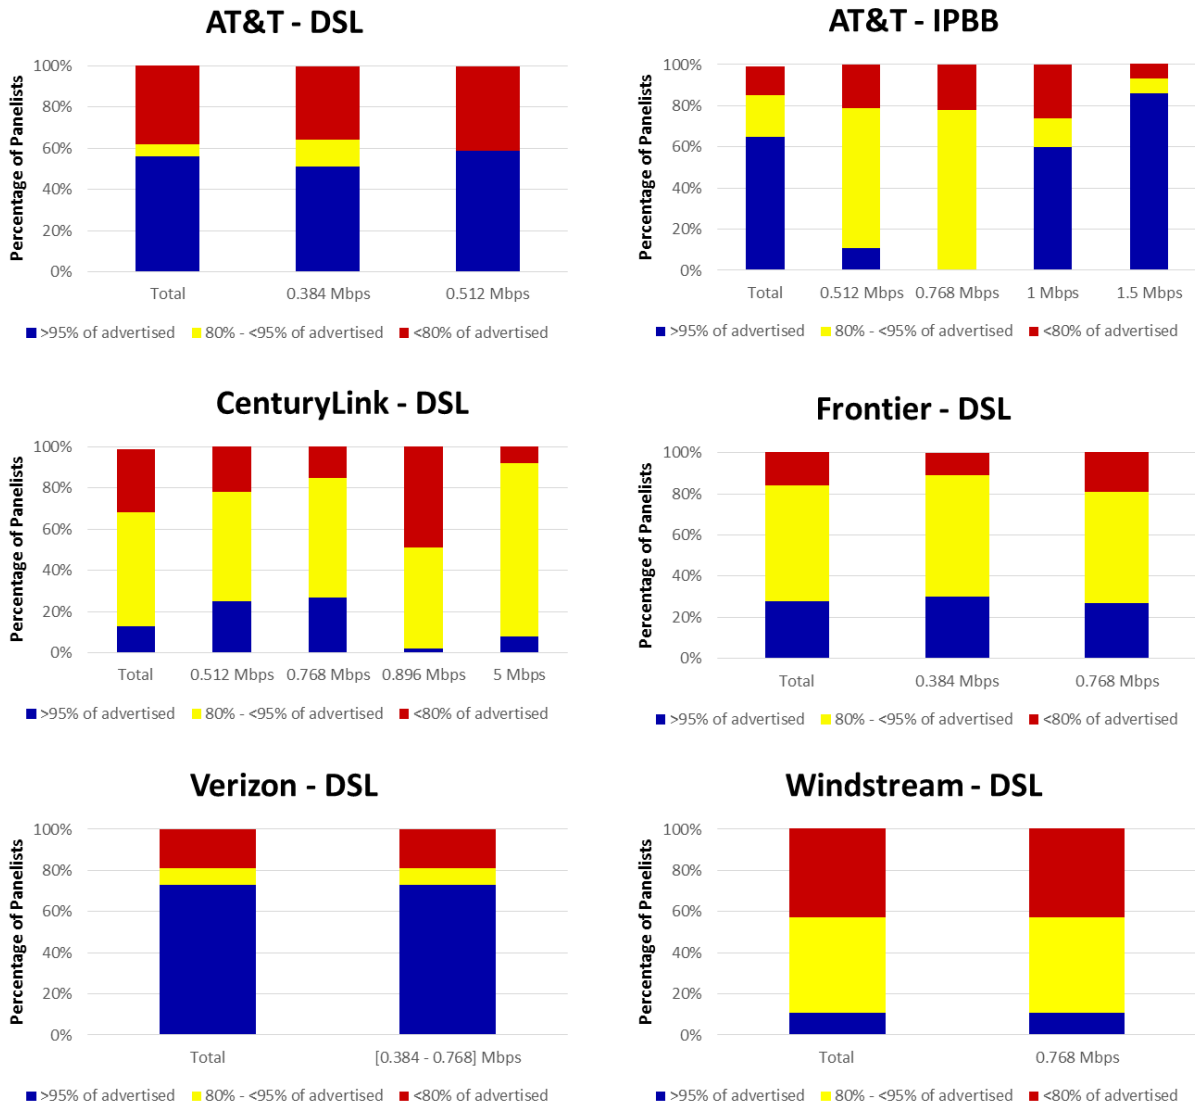 AT&T - DSL
Percentage of Panelists
100%
80%
60%
40%
20%
0%
Total 0.384 Mbps 0.512 Mbps
>95% of advertised 80% - <95% of advertised <80% of advertised
AT&T - IPBB
Percentage of Panelists
100%
80%
60%
40%
20%
0%
Total 0.512 Mbps 0.768 Mbps 1 Mbps 1.5 Mbps
>95% of advertised 80% - <95% of advertised <80% of advertised
CenturyLink - DSL
Percentage of Panelists
100%
80%
60%
40%
20%
0%
Total 0.512 Mbps 0.768 Mbps 0.896 Mbps 5 Mbps
>95% of advertised 80% - <95% of advertised <80% of advertised
Frontier - DSL
Percentage of Panelists
100%
80%
60%
40%
20%
0%
Total 0.384 Mbps 0.768 Mbps
>95% of advertised 80% - <95% of advertised <80% of advertised
Verizon - DSL
Percentage of Panelists
100%
80%
60%
40%
20%
0%
Total [0.384 - 0.768] Mbps
>95% of advertised 80% - <95% of advertised <80% of advertised
Windstream - DSL
Percentage of Panelists
100%
80%
60%
40%
20%
0%
Total 0.768 Mbps
>95% of advertised 80% - <95% of advertised <80% of advertised